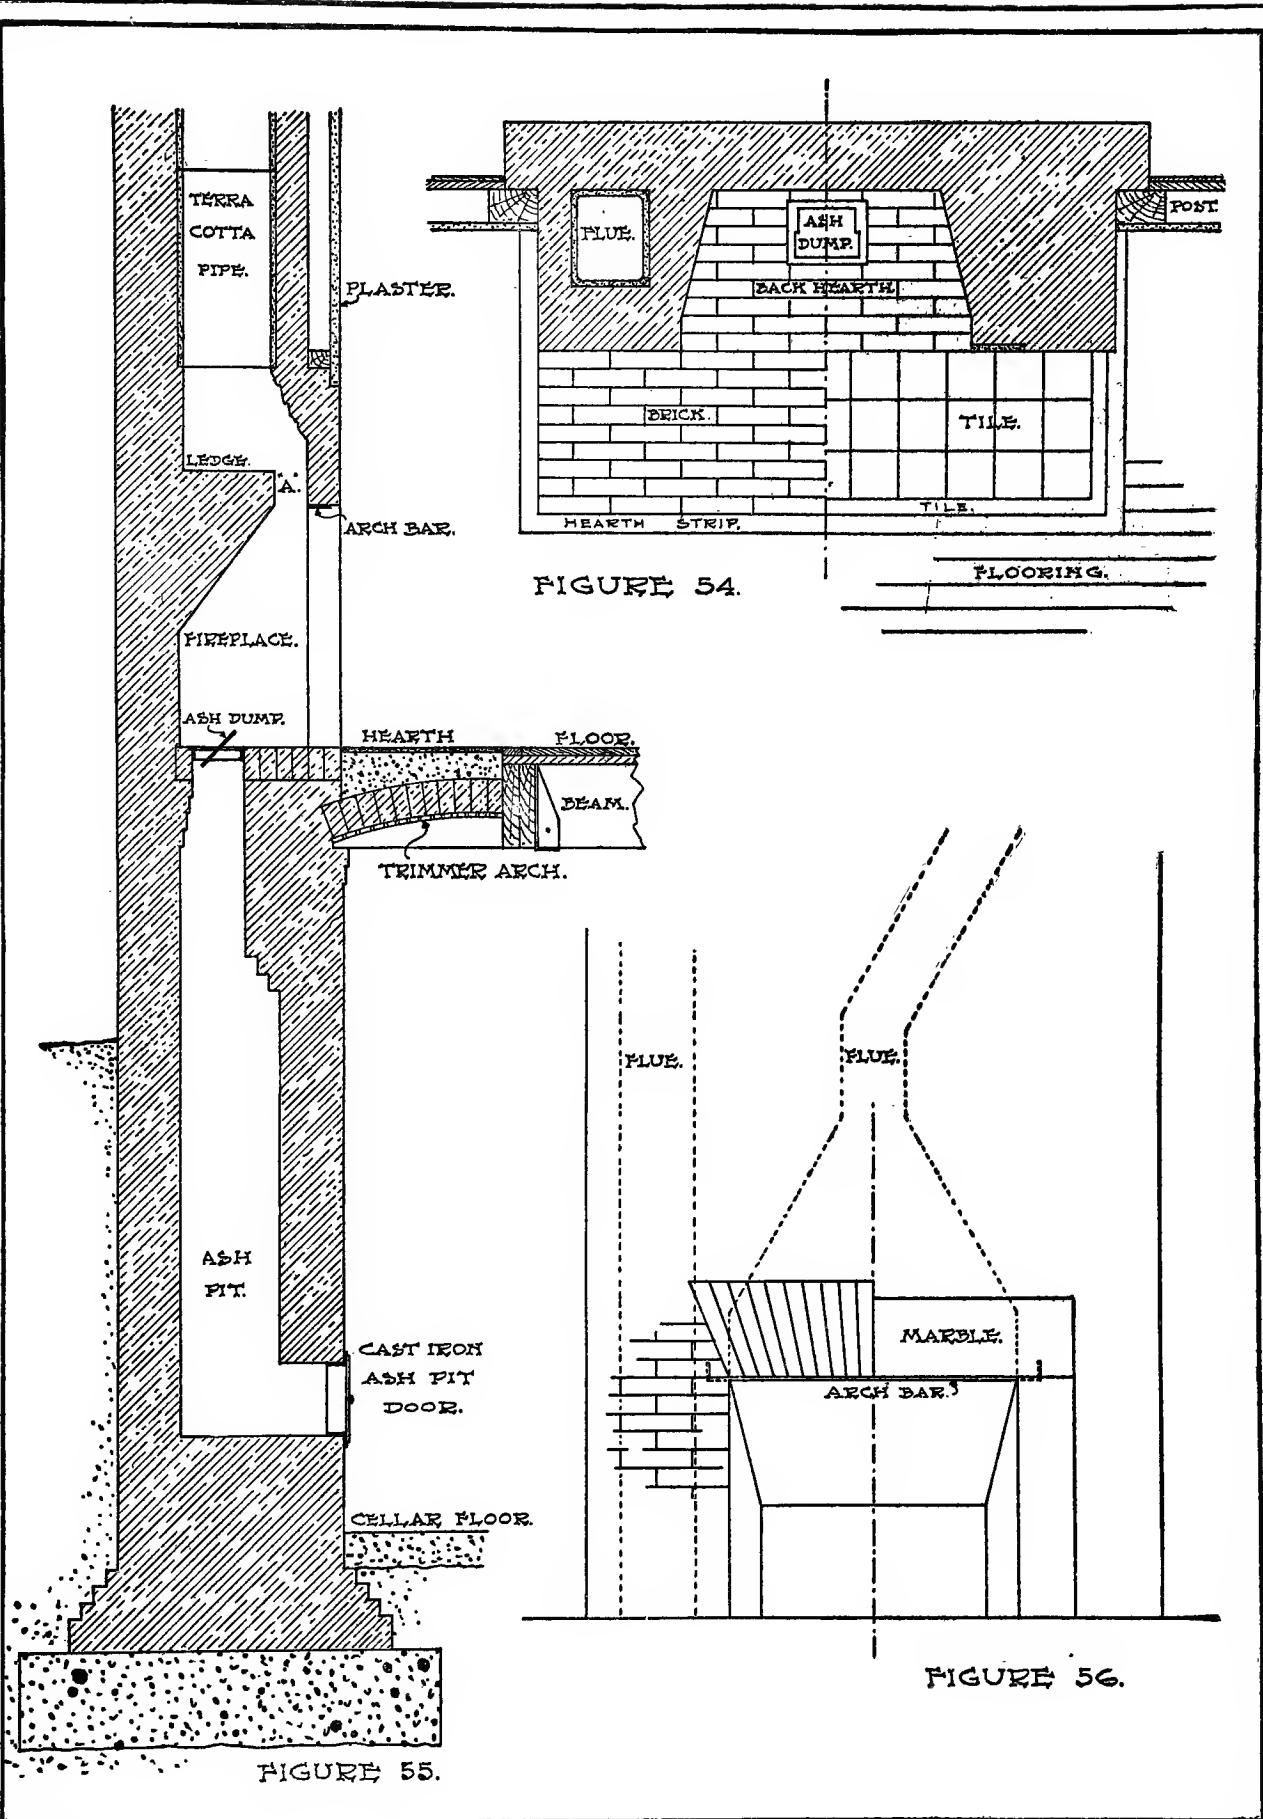 TERRA
COTTA
PIPE.
PLASTER.
LEDGE.
"A".
ARCH BAR.
FIREPLACE.
ASH DUMP.
HEARTH
FLOOR.
BEAM.
TRIMMER ARCH.
ASH
PIT.
CAST IRON
ASH PIT
DOOR.
CELLAR FLOOR.
FIGURE 55.
FLUE.
ASH
DUMP.
POST.
BACK HEARTH.
BRICK.
TILE.
TILE.
HEARTH STRIP.
FLOORING.
FIGURE 54.
FLUE.
FLUE.
MARBLE.
ARCH BAR.
FIGURE 56.